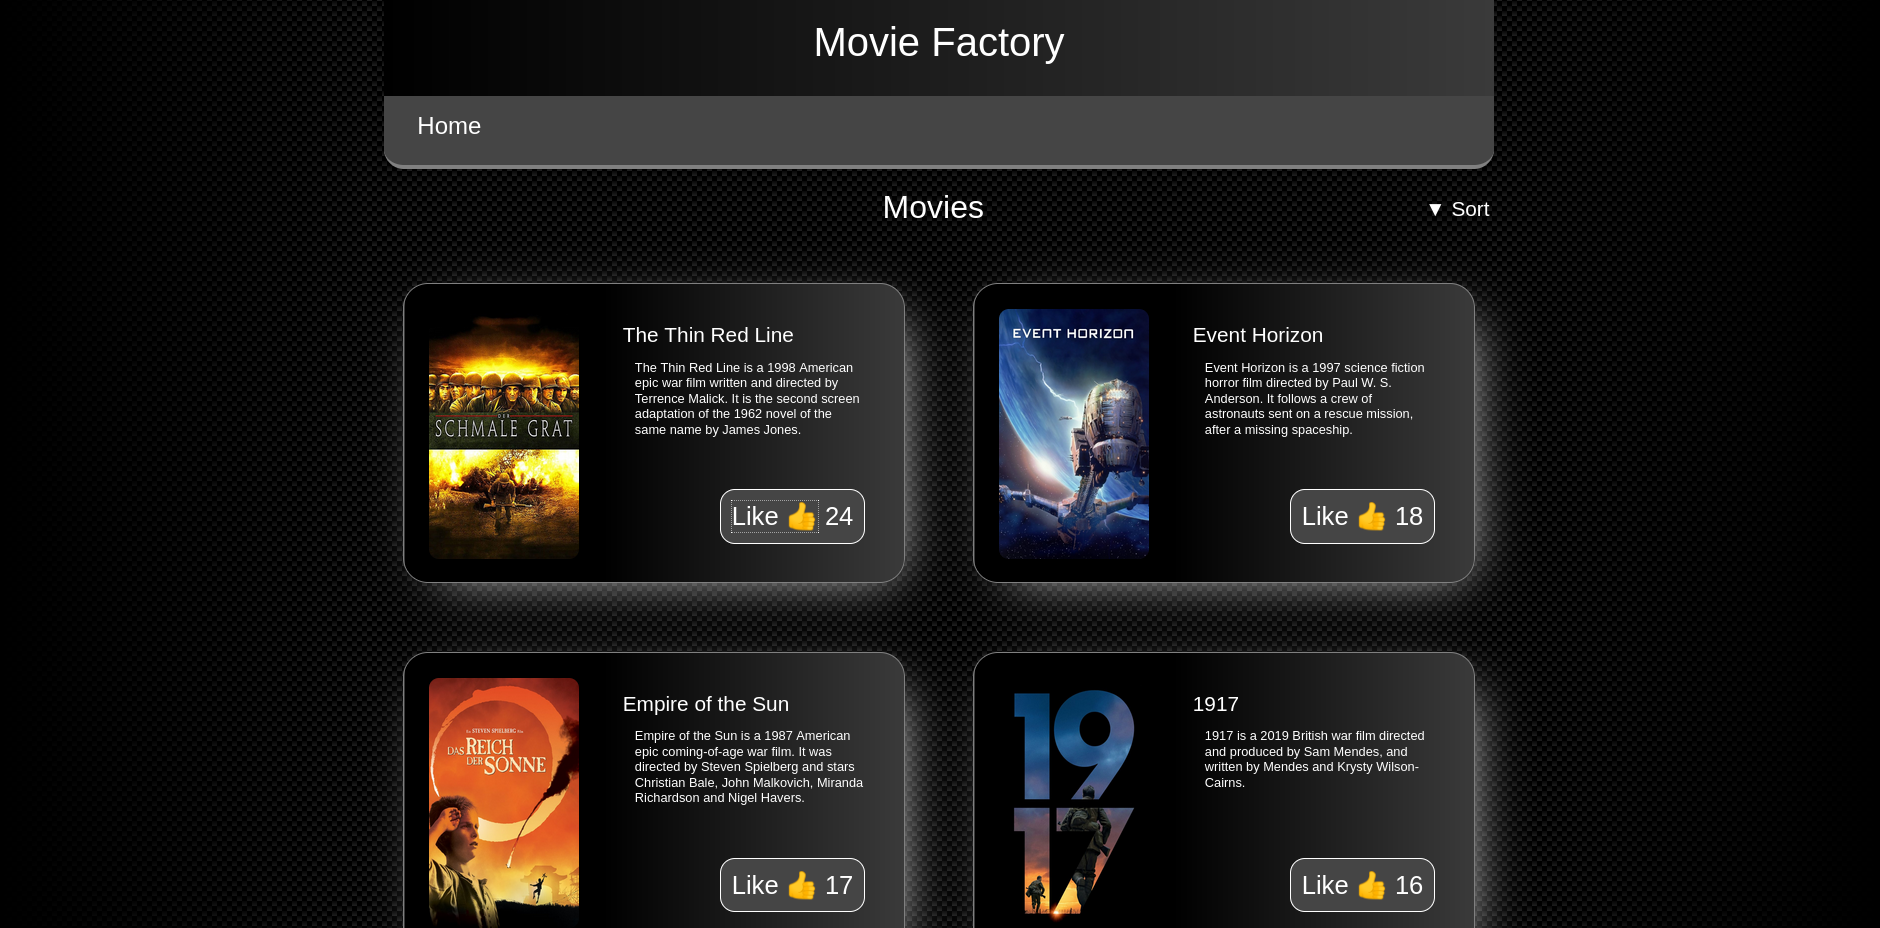 Movie Factory
Home
Movies
▼ Sort
The Thin Red Line
The Thin Red Line is a 1998 American
epic war film written and directed by
Terrence Malick. It is the second screen
adaptation of the 1962 novel of the
same name by James Jones.
DER
SCHMALE GRAT
Like 👍 24
EVENT HORIZON
Event Horizon
Event Horizon is a 1997 science fiction
horror film directed by Paul W. S.
Anderson. It follows a crew of
astronauts sent on a rescue mission,
after a missing spaceship.
Like 👍 18
Empire of the Sun
Empire of the Sun is a 1987 American
epic coming-of-age war film. It was
directed by Steven Spielberg and stars
Christian Bale, John Malkovich, Miranda
Richardson and Nigel Havers.
STEVEN SPIELBERG
DAS REICH
DER SONNE
Like 👍 17
19
17
1917
1917 is a 2019 British war film directed
and produced by Sam Mendes, and
written by Mendes and Krysty Wilson-
Cairns.
Like 👍 16